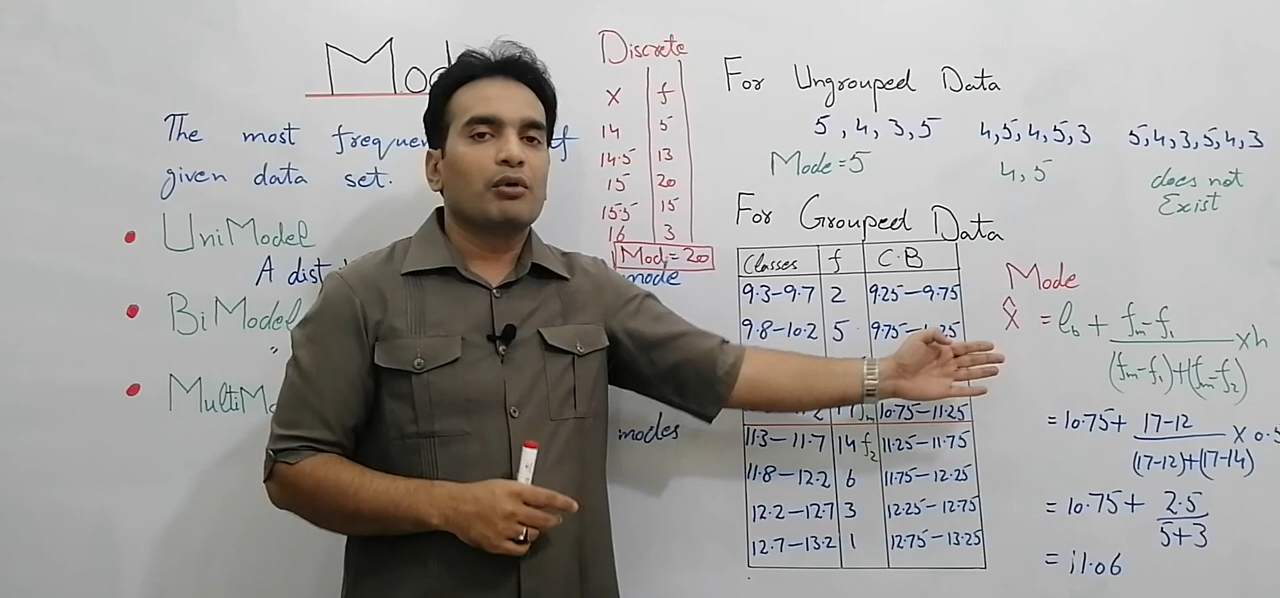 Mod
The most frequen
given data set.
• UniModel
A dist
mode
• BiModel
"
• MultiMo
modes
Discrete
X f
14 5
14.5 13
15 20
15.5 15
16 3
Mod = 20
For Ungrouped Data
5, 4, 3, 5
Mode = 5
4, 5, 4, 5, 3
4, 5
5, 4, 3, 5, 4, 3
does not
Exist
For Grouped Data
Classes f C.B
9.3—9.7 2 9.25—9.75
9.8—10.2 5 9.75—
17 fm 10.75—11.25
11.3—11.7 14 f2 11.25—11.75
11.8—12.2 6 11.75—12.25
12.2—12.7 3 12.25—12.75
12.7—13.2 1 12.75—13.25
Mode
X̂ = lb + (fm-f1) / ((fm-f1)+(fm-f2)) × h
= 10.75 + (17-12) / ((17-12)+(17-14)) × 0.5
= 10.75 + 2.5 / (5+3)
= 11.06